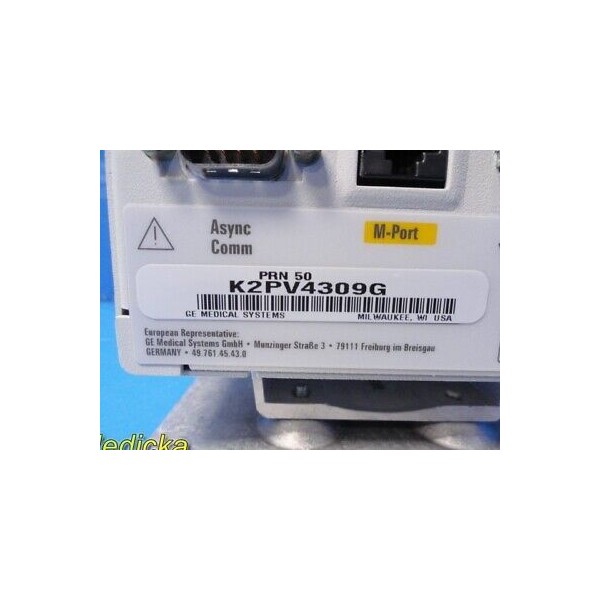 Async
Comm
M-Port
PRN 50
K2PV4309G
GE MEDICAL SYSTEMS MILWAUKEE, WI USA
European Representative:
GE Medical Systems GmbH • Munzinger Straße 3 • 79111 Freiburg im Breisgau
GERMANY • 49.761.45.43.0
edicka